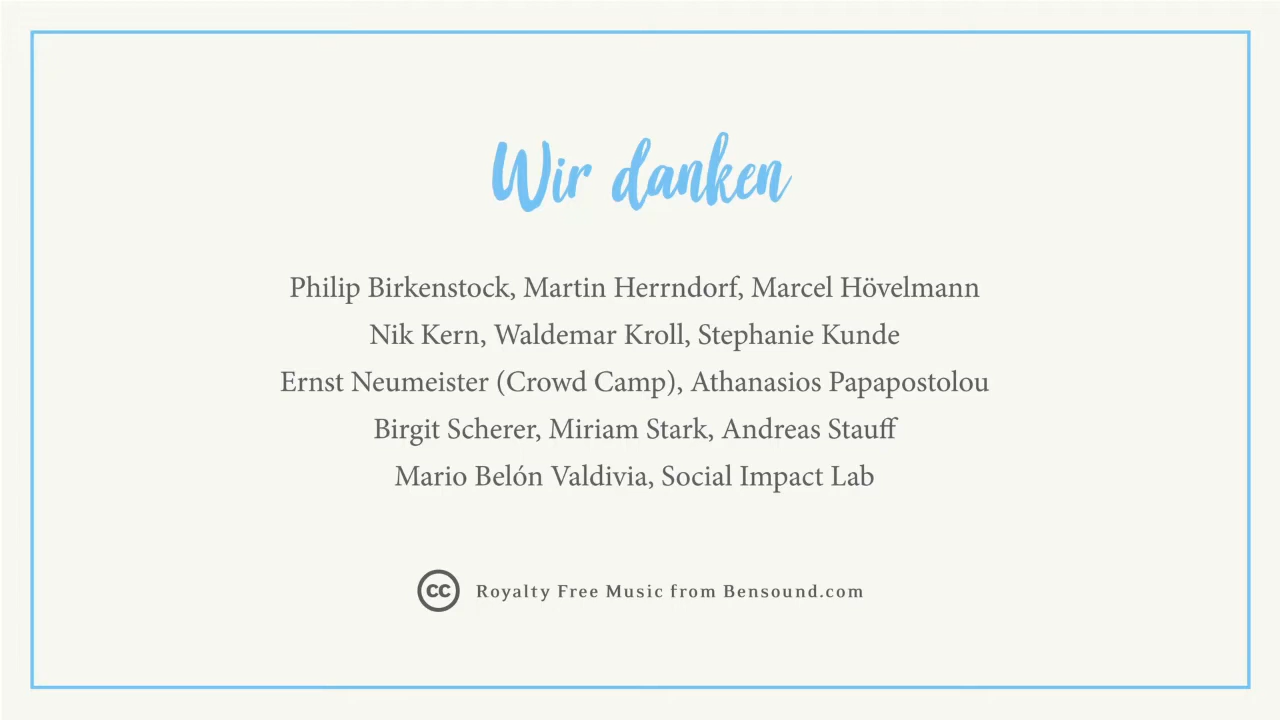 Wir danken
Philip Birkenstock, Martin Herrndorf, Marcel Hövelmann
Nik Kern, Waldemar Kroll, Stephanie Kunde
Ernst Neumeister (Crowd Camp), Athanasios Papapostolou
Birgit Scherer, Miriam Stark, Andreas Stauff
Mario Belón Valdivia, Social Impact Lab
cc Royalty Free Music from Bensound.com